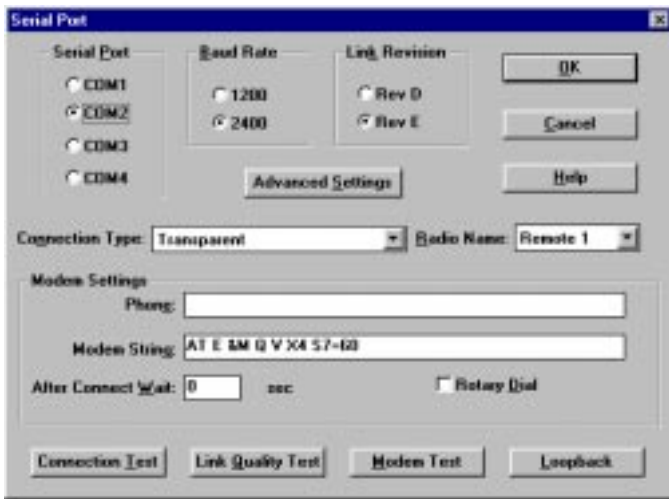 Serial Port
Serial Port
COM1
COM2
COM3
COM4
Baud Rate
1200
2400
Link Revision
Rev D
Rev E
OK
Cancel
Help
Advanced Settings
Connection Type: Transparent
Radio Name: Remote 1
Modem Settings
Phone:
Modem String: AT E &M Q V X4 S7=60
After Connect Wait: 0 sec
Rotary Dial
Connection Test
Link Quality Test
Modem Test
Loopback